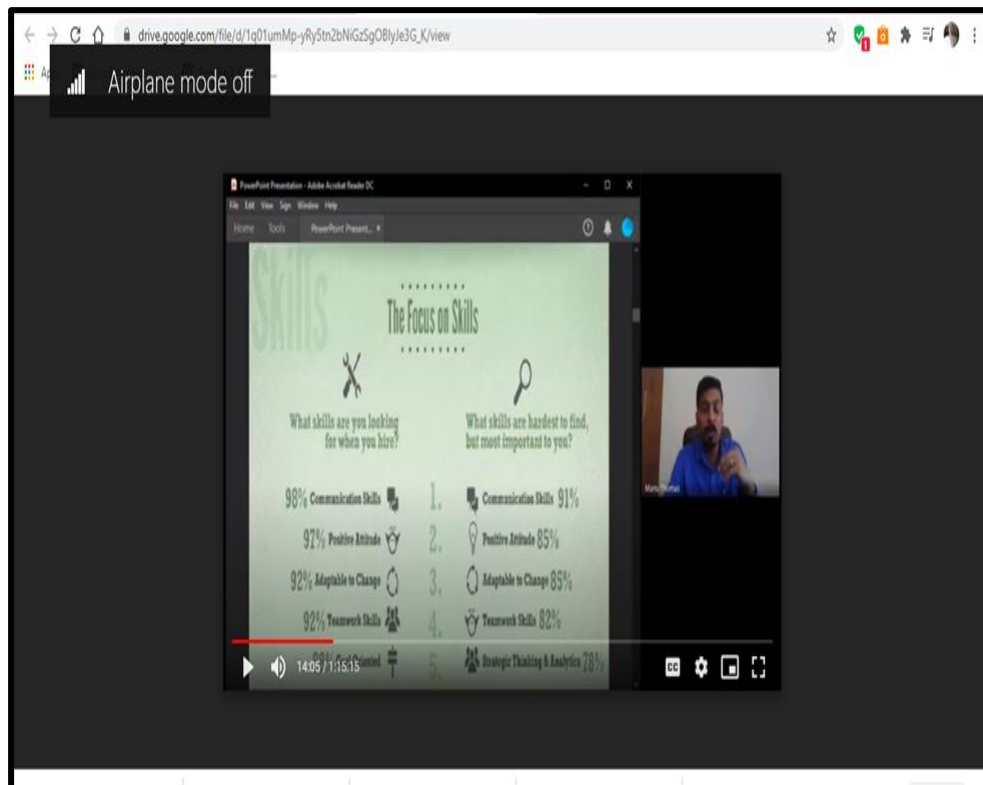 drive.google.com/file/d/1q01umMp-yRy5tn2bNiGzSgOBlyJe3G_K/view
Airplane mode off
PowerPoint Presentation - Adobe Acrobat Reader DC
File Edit View Sign Window Help
Home Tools PowerPoint Present...
Skills
The Focus on Skills
What skills are you looking
for when you hire?
What skills are hardest to find,
but most important to you?
98% Communication Skills 1. Communication Skills 91%
97% Positive Attitude 2. Positive Attitude 85%
92% Adaptable to Change 3. Adaptable to Change 85%
92% Teamwork Skills 4. Teamwork Skills 82%
Oriented 5. Strategic Thinking & Analytics 78%
Manu Thomas
14:05 / 1:15:15
CC